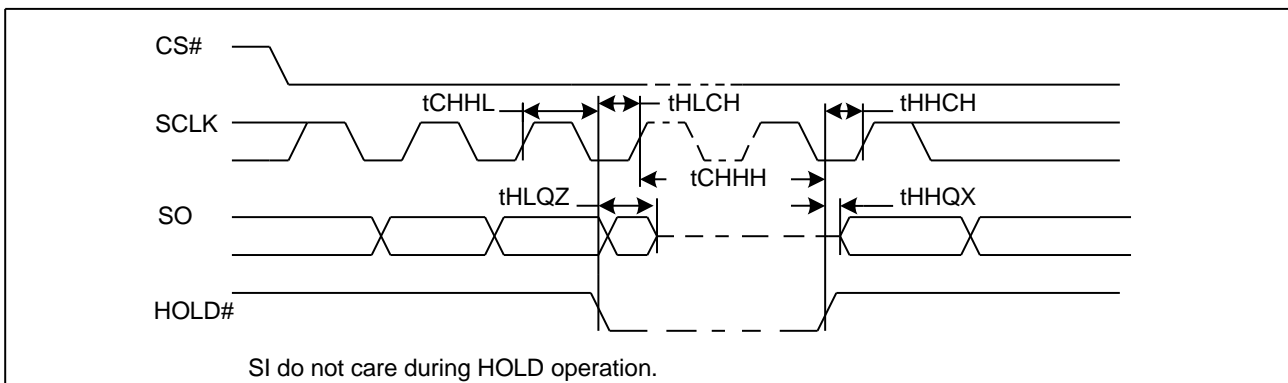 CS#
tCHHL
tHLCH
tHHCH
SCLK
tCHHH
tHLQZ
tHHQX
SO
HOLD#
SI do not care during HOLD operation.